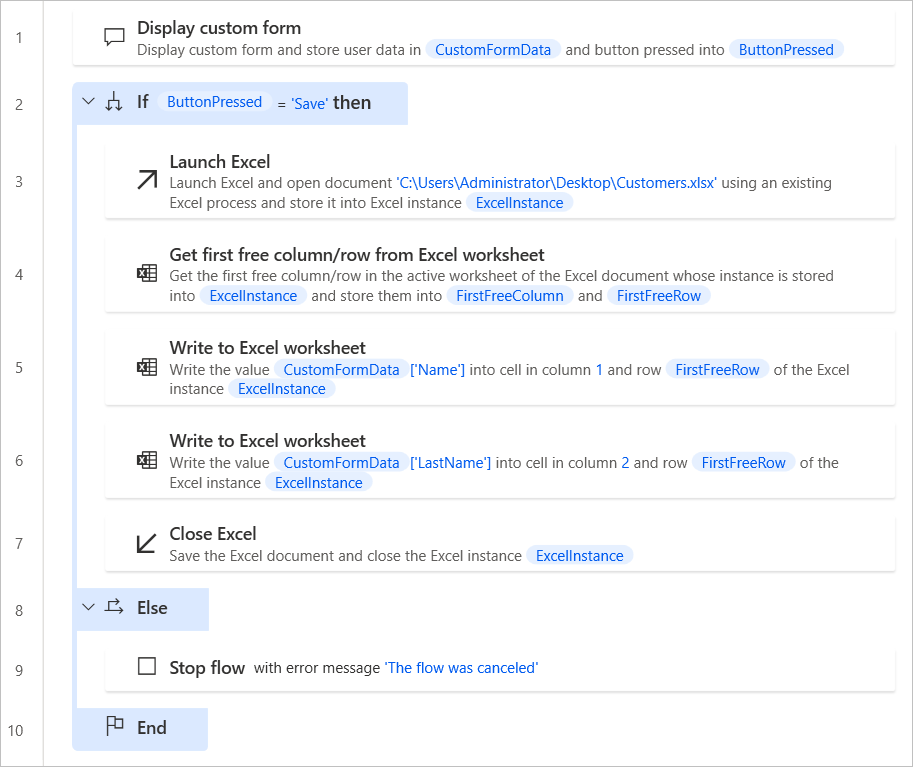 1
Display custom form
Display custom form and store user data in CustomFormData and button pressed into ButtonPressed
2
If ButtonPressed = 'Save' then
3
Launch Excel
Launch Excel and open document 'C:\Users\Administrator\Desktop\Customers.xlsx' using an existing
Excel process and store it into Excel instance ExcelInstance
4
Get first free column/row from Excel worksheet
Get the first free column/row in the active worksheet of the Excel document whose instance is stored
into ExcelInstance and store them into FirstFreeColumn and FirstFreeRow
5
Write to Excel worksheet
Write the value CustomFormData ['Name'] into cell in column 1 and row FirstFreeRow of the Excel
instance ExcelInstance
6
Write to Excel worksheet
Write the value CustomFormData ['LastName'] into cell in column 2 and row FirstFreeRow of the
Excel instance ExcelInstance
7
Close Excel
Save the Excel document and close the Excel instance ExcelInstance
8
Else
9
Stop flow with error message 'The flow was canceled'
10
End